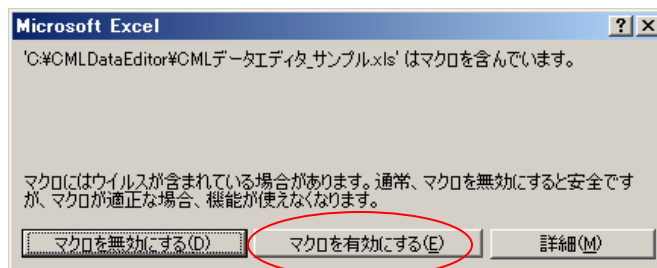 Microsoft Excel
'C:¥CMLDataEditor¥CMLデータエディタ_サンプル.xls' はマクロを含んでいます。
マクロにはウイルスが含まれている場合があります。通常、マクロを無効にすると安全です
が、マクロが適正な場合、機能が使えなくなります。
マクロを無効にする(D) マクロを有効にする(E) 詳細(M)